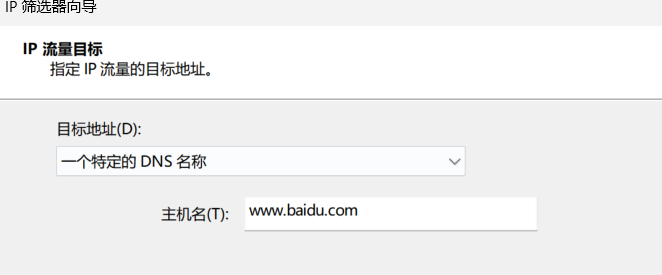 IP 筛选器向导
IP 流量目标
指定 IP 流量的目标地址。
目标地址(D):
一个特定的 DNS 名称
主机名(T): www.baidu.com